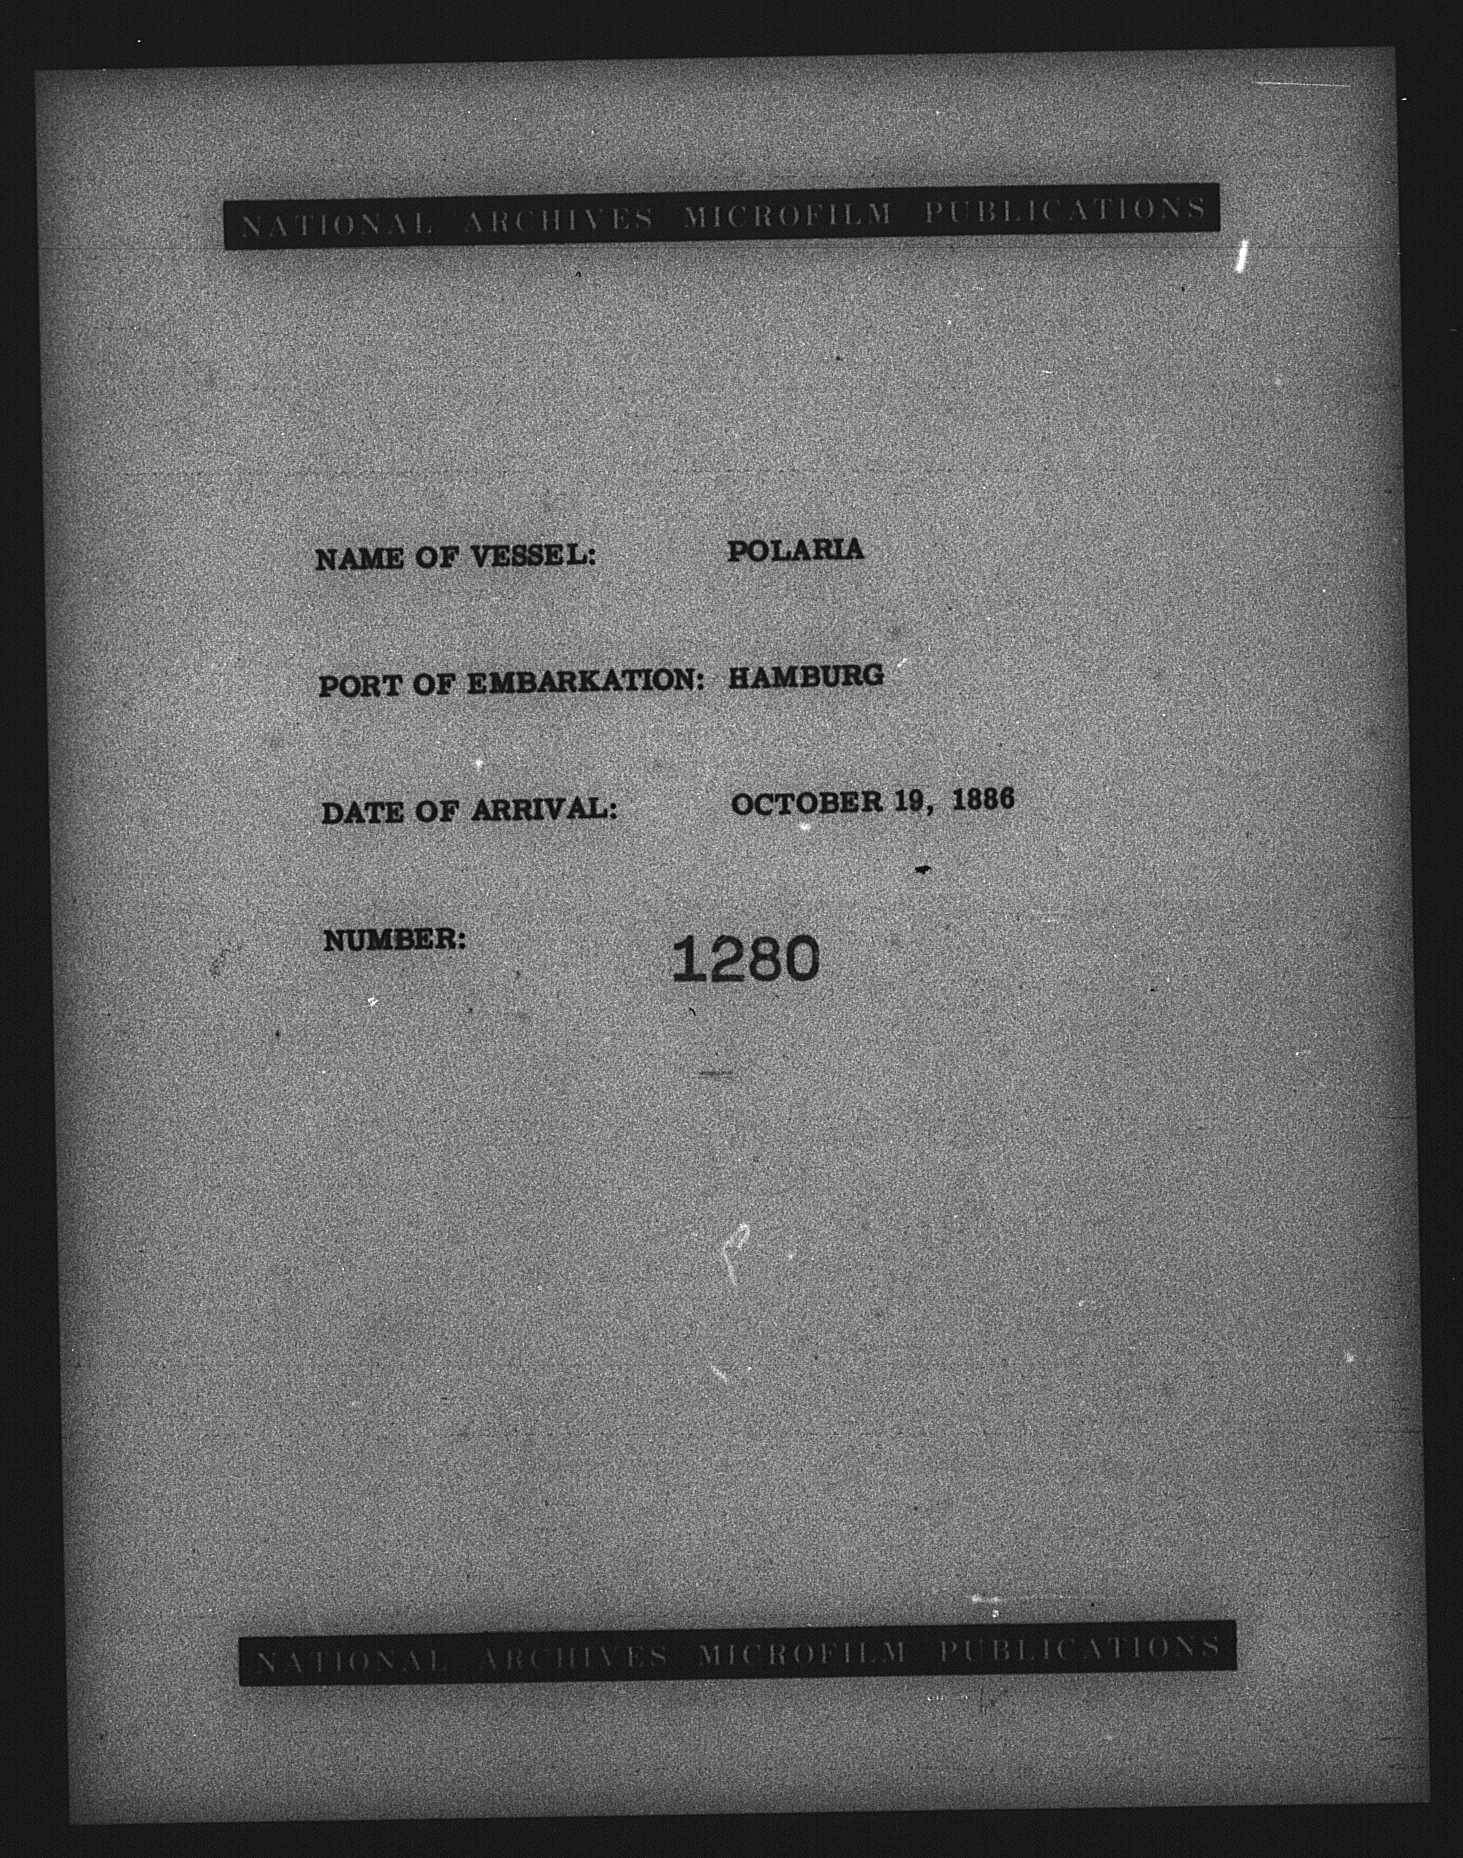 NATIONAL ARCHIVES MICROFILM PUBLICATIONS
NAME OF VESSEL: POLARIA
PORT OF EMBARKATION: HAMBURG
DATE OF ARRIVAL: OCTOBER 19, 1886
NUMBER: 1280
NATIONAL ARCHIVES MICROFILM PUBLICATIONS